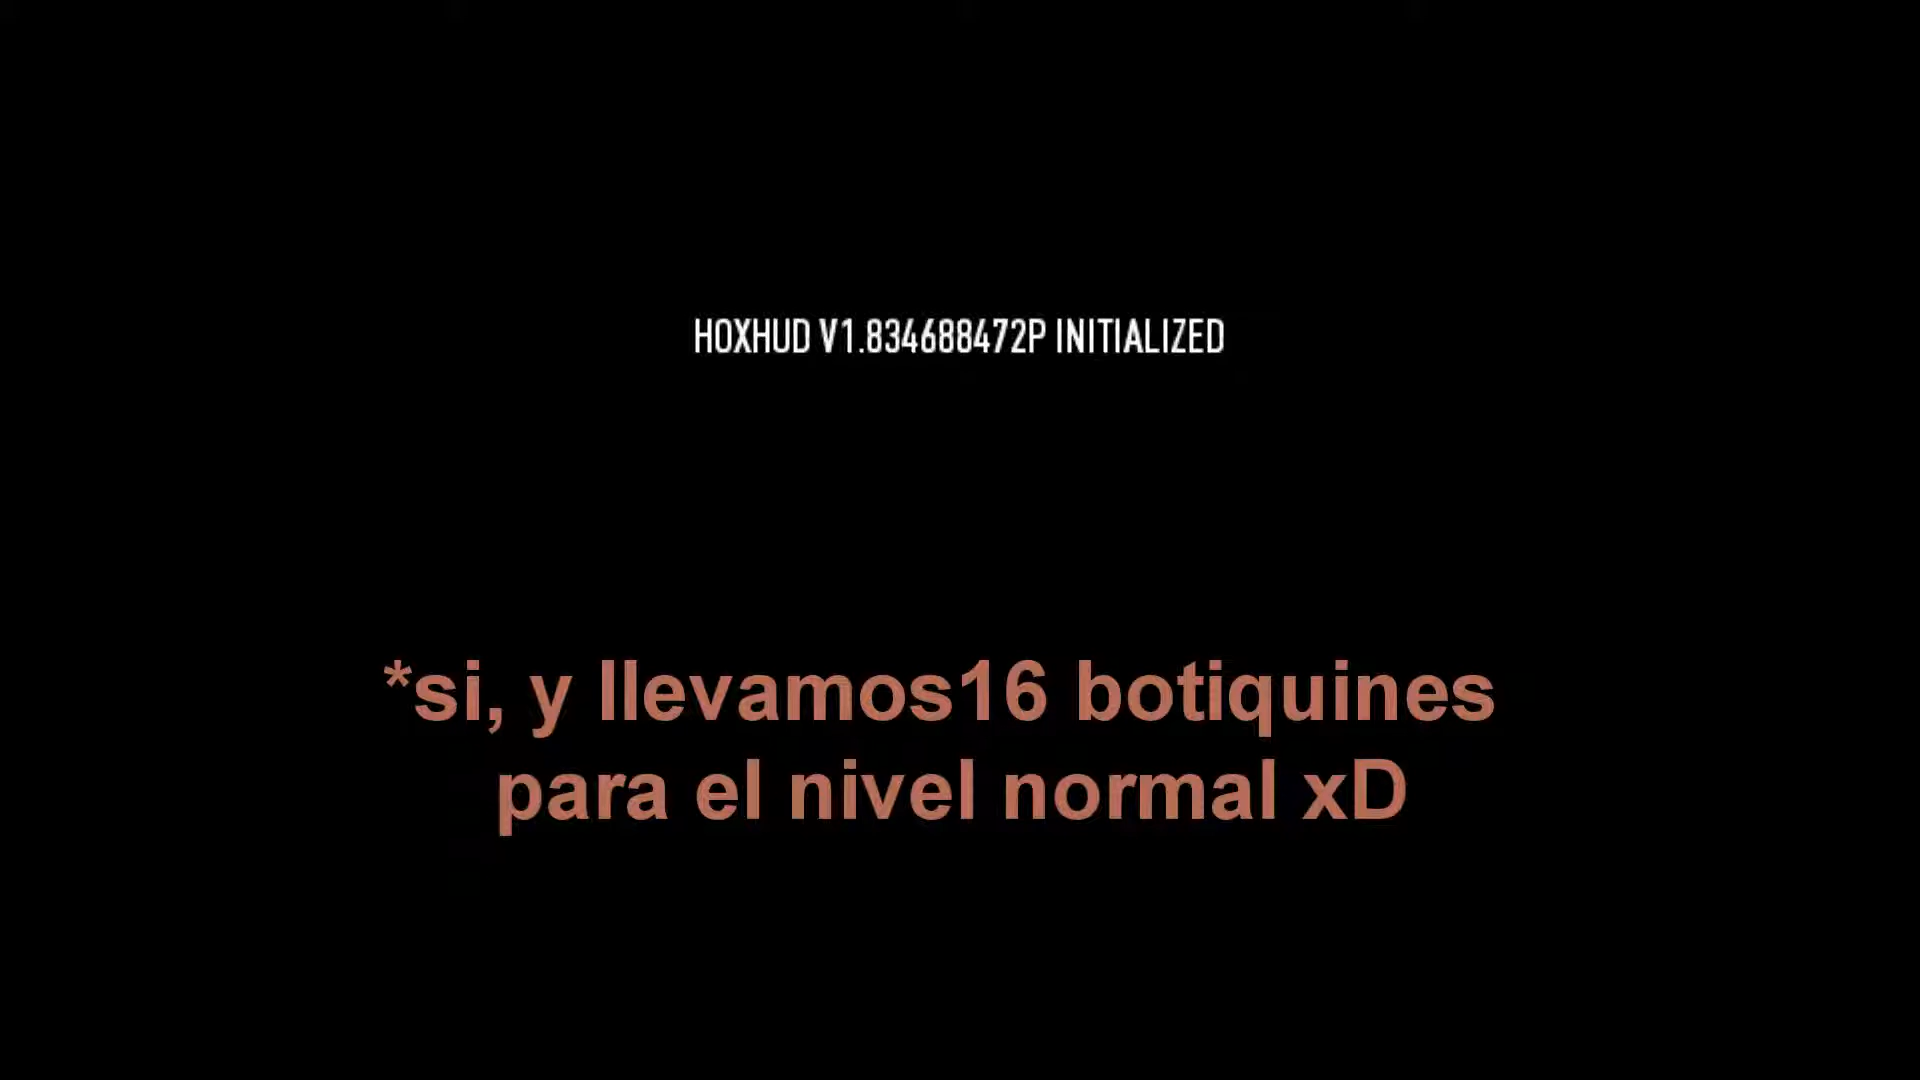 HOXHUD V1.834688472P INITIALIZED
*si, y llevamos16 botiquines
para el nivel normal xD